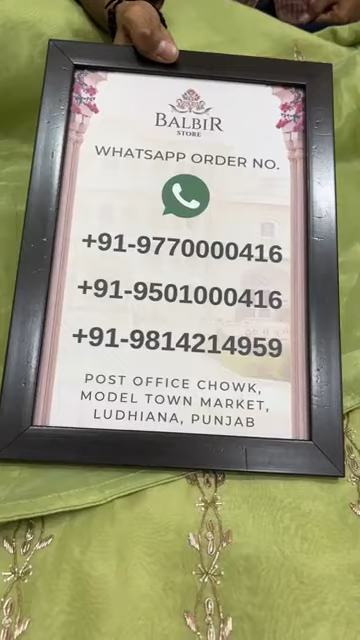 BALBIR
STORE
WHATSAPP ORDER NO.
+91-9770000416
+91-9501000416
+91-9814214959
POST OFFICE CHOWK,
MODEL TOWN MARKET,
LUDHIANA, PUNJAB